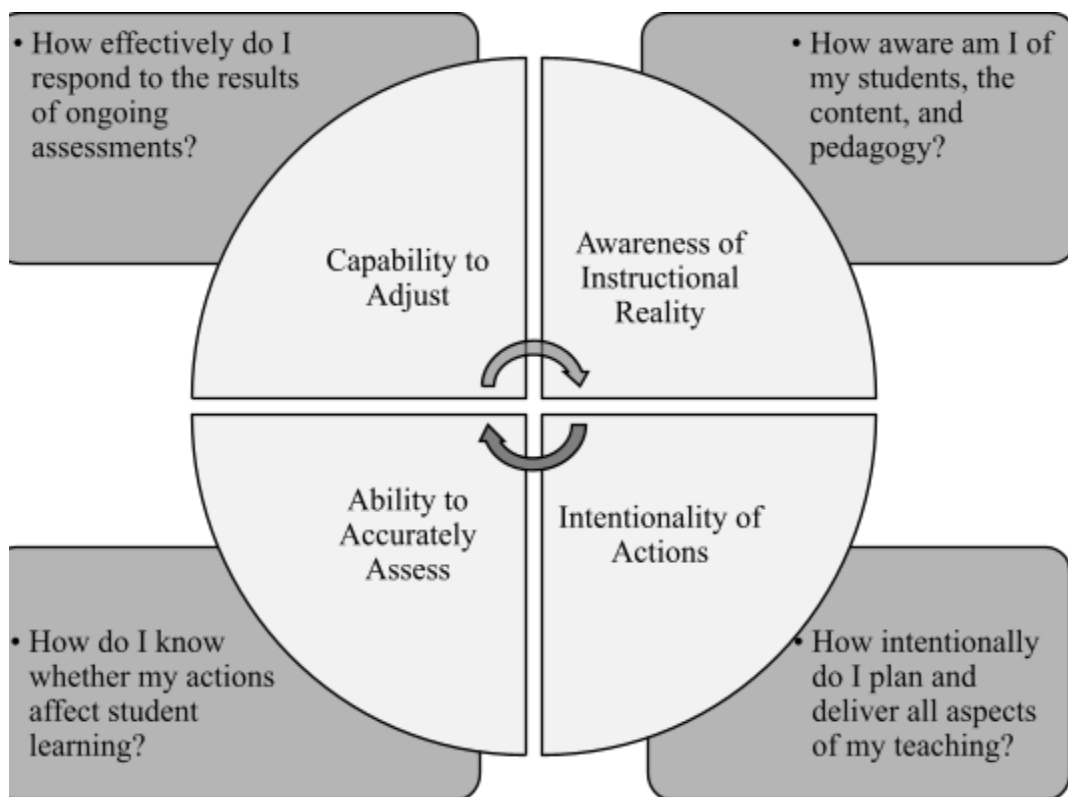 • How effectively do I
respond to the results
of ongoing
assessments?
• How aware am I of
my students, the
content, and
pedagogy?
Capability to
Adjust
Awareness of
Instructional
Reality
Ability to
Accurately
Assess
Intentionality of
Actions
• How do I know
whether my actions
affect student
learning?
• How intentionally
do I plan and
deliver all aspects
of my teaching?